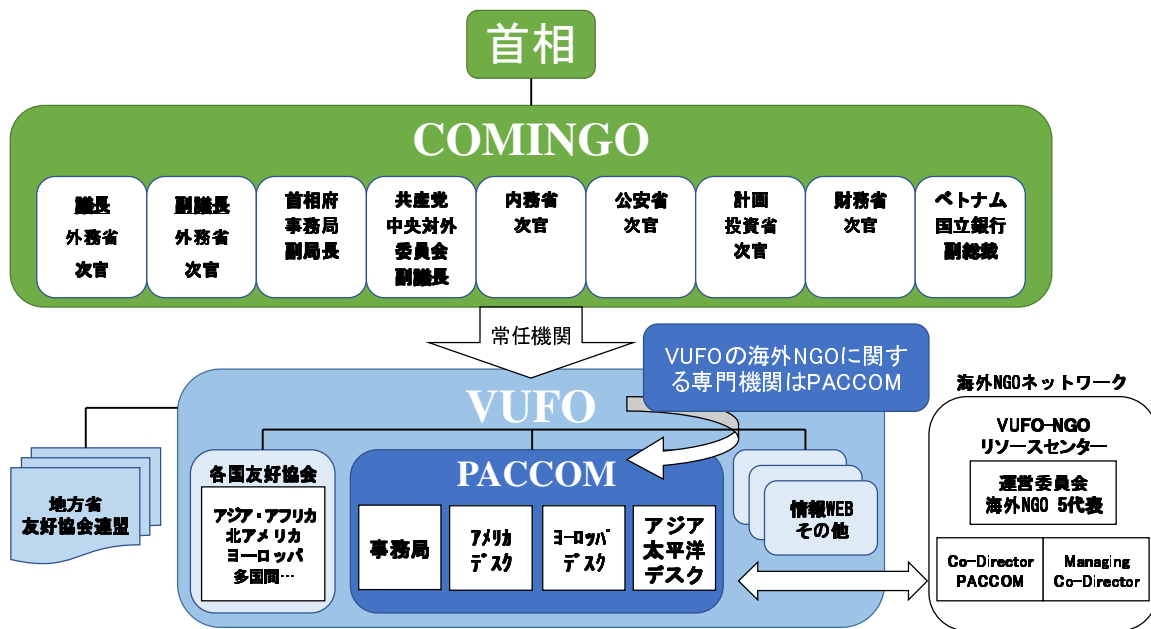 首相
COMINGO
議長
外務省
次官
副議長
外務省
次官
首相府
事務局
副局長
共産党
中央対外
委員会
副議長
内務省
次官
公安省
次官
計画
投資省
次官
財務省
次官
ベトナム
国立銀行
副総裁
常任機関
VUFOの海外NGOに関す
る専門機関はPACCOM
VUFO
地方省
友好協会連盟
各国友好協会
アジア・アフリカ
北アメリカ
ヨーロッパ
多国間…
PACCOM
事務局
アメリカ
デスク
ヨーロッパ
デスク
アジア
太平洋
デスク
情報WEB
その他
海外NGOネットワーク
VUFO-NGO
リソースセンター
運営委員会
海外NGO 5代表
Co-Director
PACCOM
Managing
Co-Director